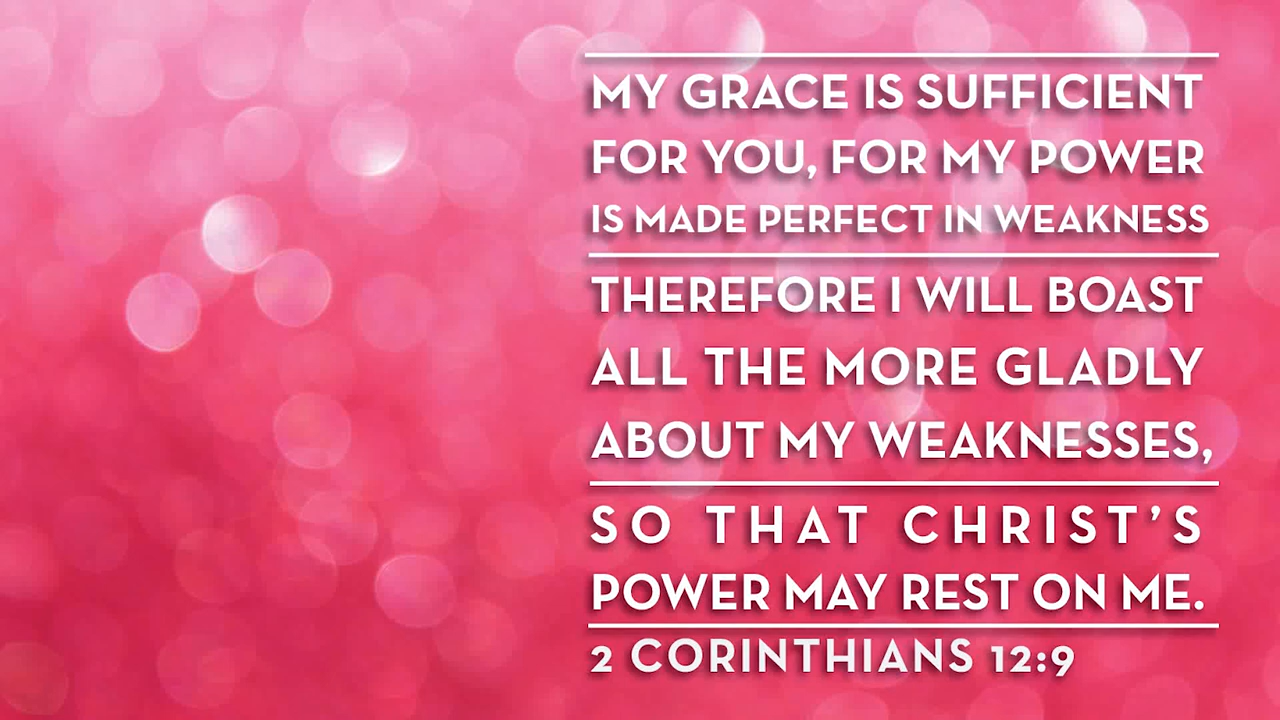 MY GRACE IS SUFFICIENT
FOR YOU, FOR MY POWER
IS MADE PERFECT IN WEAKNESS
THEREFORE I WILL BOAST
ALL THE MORE GLADLY
ABOUT MY WEAKNESSES,
SO THAT CHRIST'S
POWER MAY REST ON ME.
2 CORINTHIANS 12:9